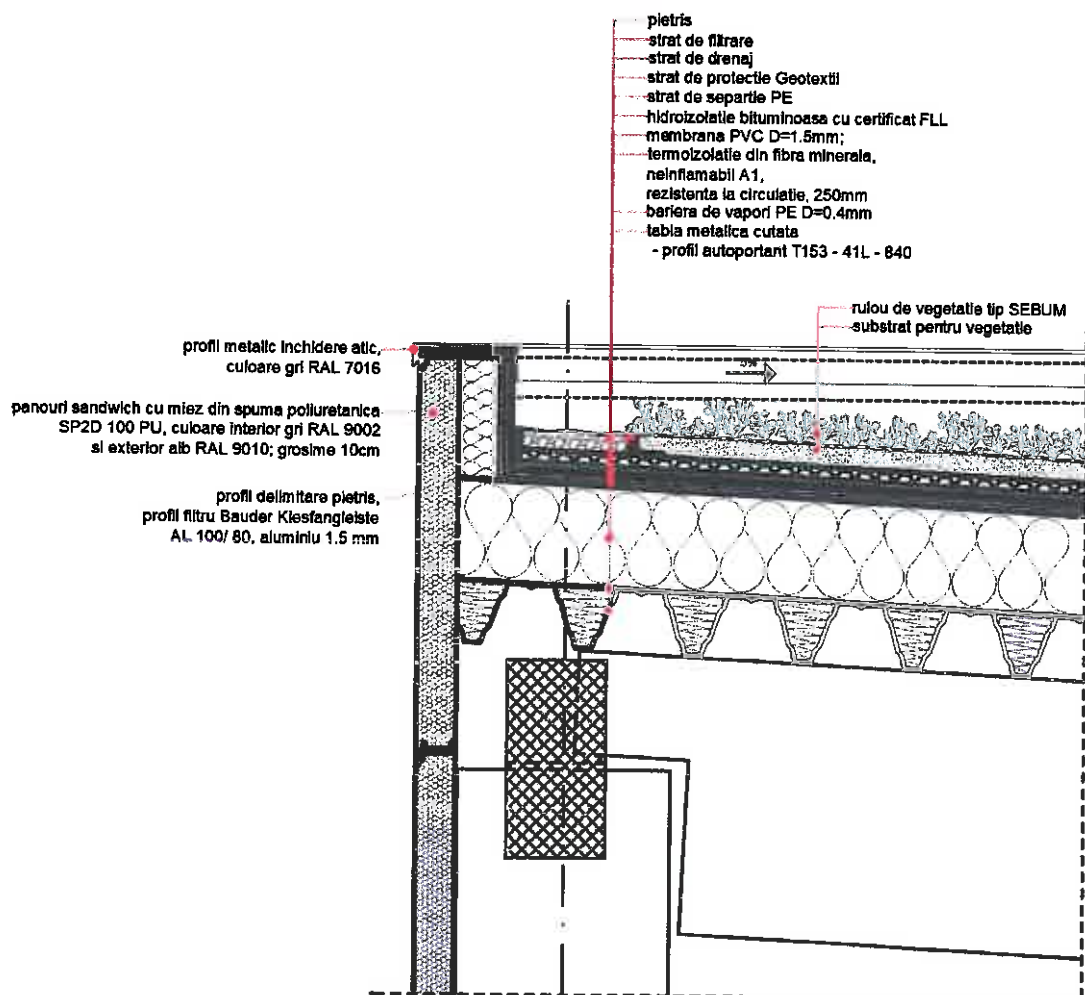 pietris
strat de filtrare
strat de drenaj
strat de protectie Geotextil
strat de separtie PE
hidroizolatie bituminoasa cu certificat FLL
membrana PVC D=1.5mm;
termoizolatie din fibra minerala,
neinflamabil A1,
rezistenta la circulatie, 250mm
bariera de vapori PE D=0.4mm
tabla metalica cutata
- profil autoportant T153 - 41L - 840
rulou de vegetatie tip SEBUM
substrat pentru vegetatie
profil metalic inchidere atic,
culoare gri RAL 7016
panouri sandwich cu miez din spuma poliuretanica
SP2D 100 PU, culoare interior gri RAL 9002
si exterior alb RAL 9010; grosime 10cm
profil delimitare pietris,
profil filtru Bauder Kiesfangleiste
AL 100/ 80, aluminiu 1.5 mm